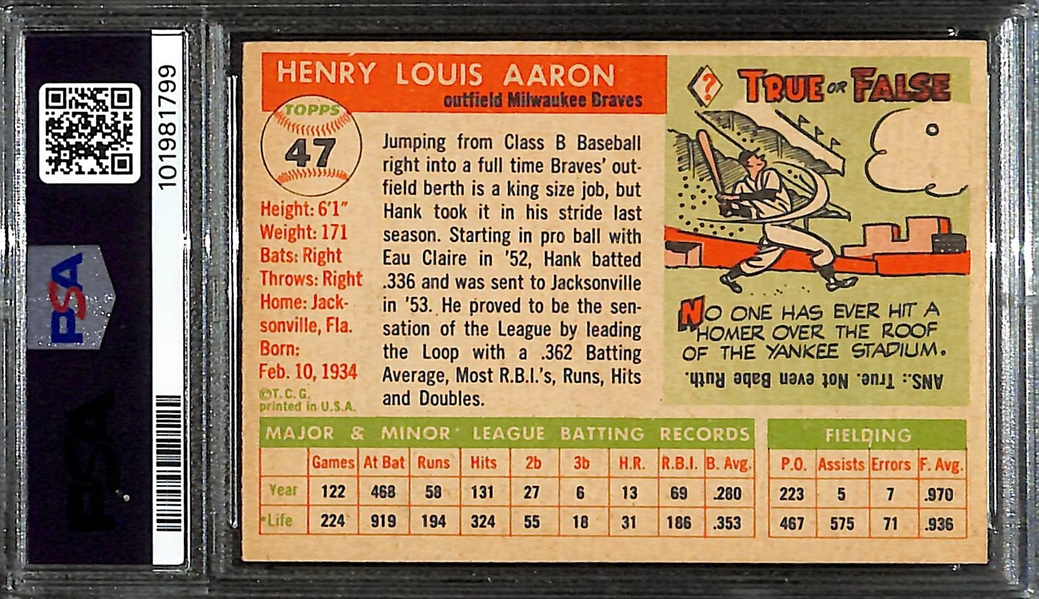 101981799
PSA
PSA
HENRY LOUIS AARON
outfield Milwaukee Braves
TOPPS
47
Height: 6'1"
Weight: 171
Bats: Right
Throws: Right
Home: Jack-
sonville, Fla.
Born:
Feb. 10, 1934
©T.C.G.
printed in U.S.A.
Jumping from Class B Baseball
right into a full time Braves' out-
field berth is a king size job, but
Hank took it in his stride last
season. Starting in pro ball with
Eau Claire in '52, Hank batted
.336 and was sent to Jacksonville
in '53. He proved to be the sen-
sation of the League by leading
the Loop with a .362 Batting
Average, Most R.B.I.'s, Runs, Hits
and Doubles.
?
TRUE OR FALSE
NO ONE HAS EVER HIT A
HOMER OVER THE ROOF
OF THE YANKEE STADIUM.
ANS.: True. Not even Babe Ruth.
MAJOR & MINOR LEAGUE BATTING RECORDS
Games At Bat Runs Hits 2b 3b H.R. R.B.I. B. Avg.
Year 122 468 58 131 27 6 13 69 .280
Life 224 919 194 324 55 18 31 186 .353
FIELDING
P.O. Assists Errors F. Avg.
223 5 7 .970
467 575 71 .936